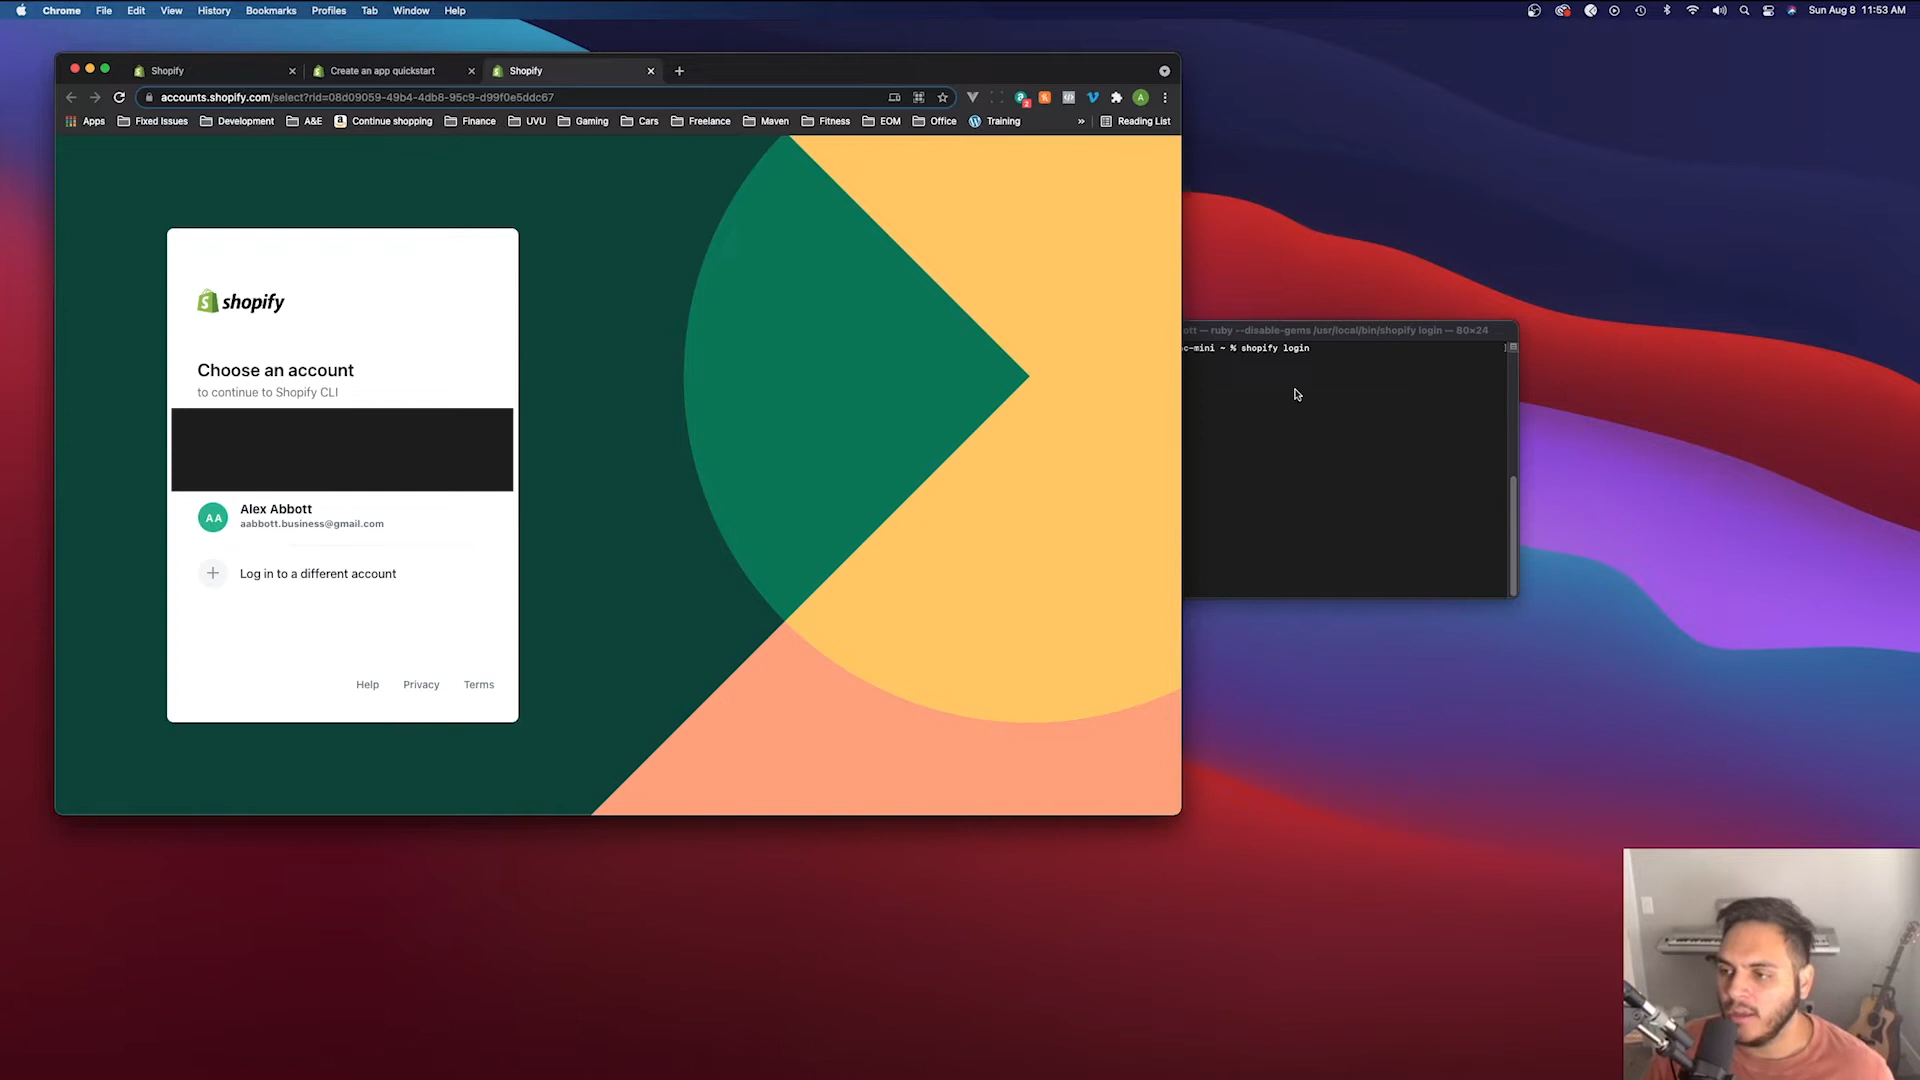 Chrome File Edit View History Bookmarks Profiles Tab Window Help
Sun Aug 8 11:53 AM
Shopify
Create an app quickstart
Shopify
accounts.shopify.com/select?rid=08d09059-49b4-4db8-95c9-d99f0e5ddc67
Apps Fixed Issues Development A&E Continue shopping Finance UVU Gaming Cars Freelance Maven Fitness EOM Office Training » Reading List
shopify
Choose an account
to continue to Shopify CLI
AA
Alex Abbott
aabbott.business@gmail.com
Log in to a different account
Help Privacy Terms
ott — ruby --disable-gems /usr/local/bin/shopify login — 80×24
c-mini ~ % shopify login